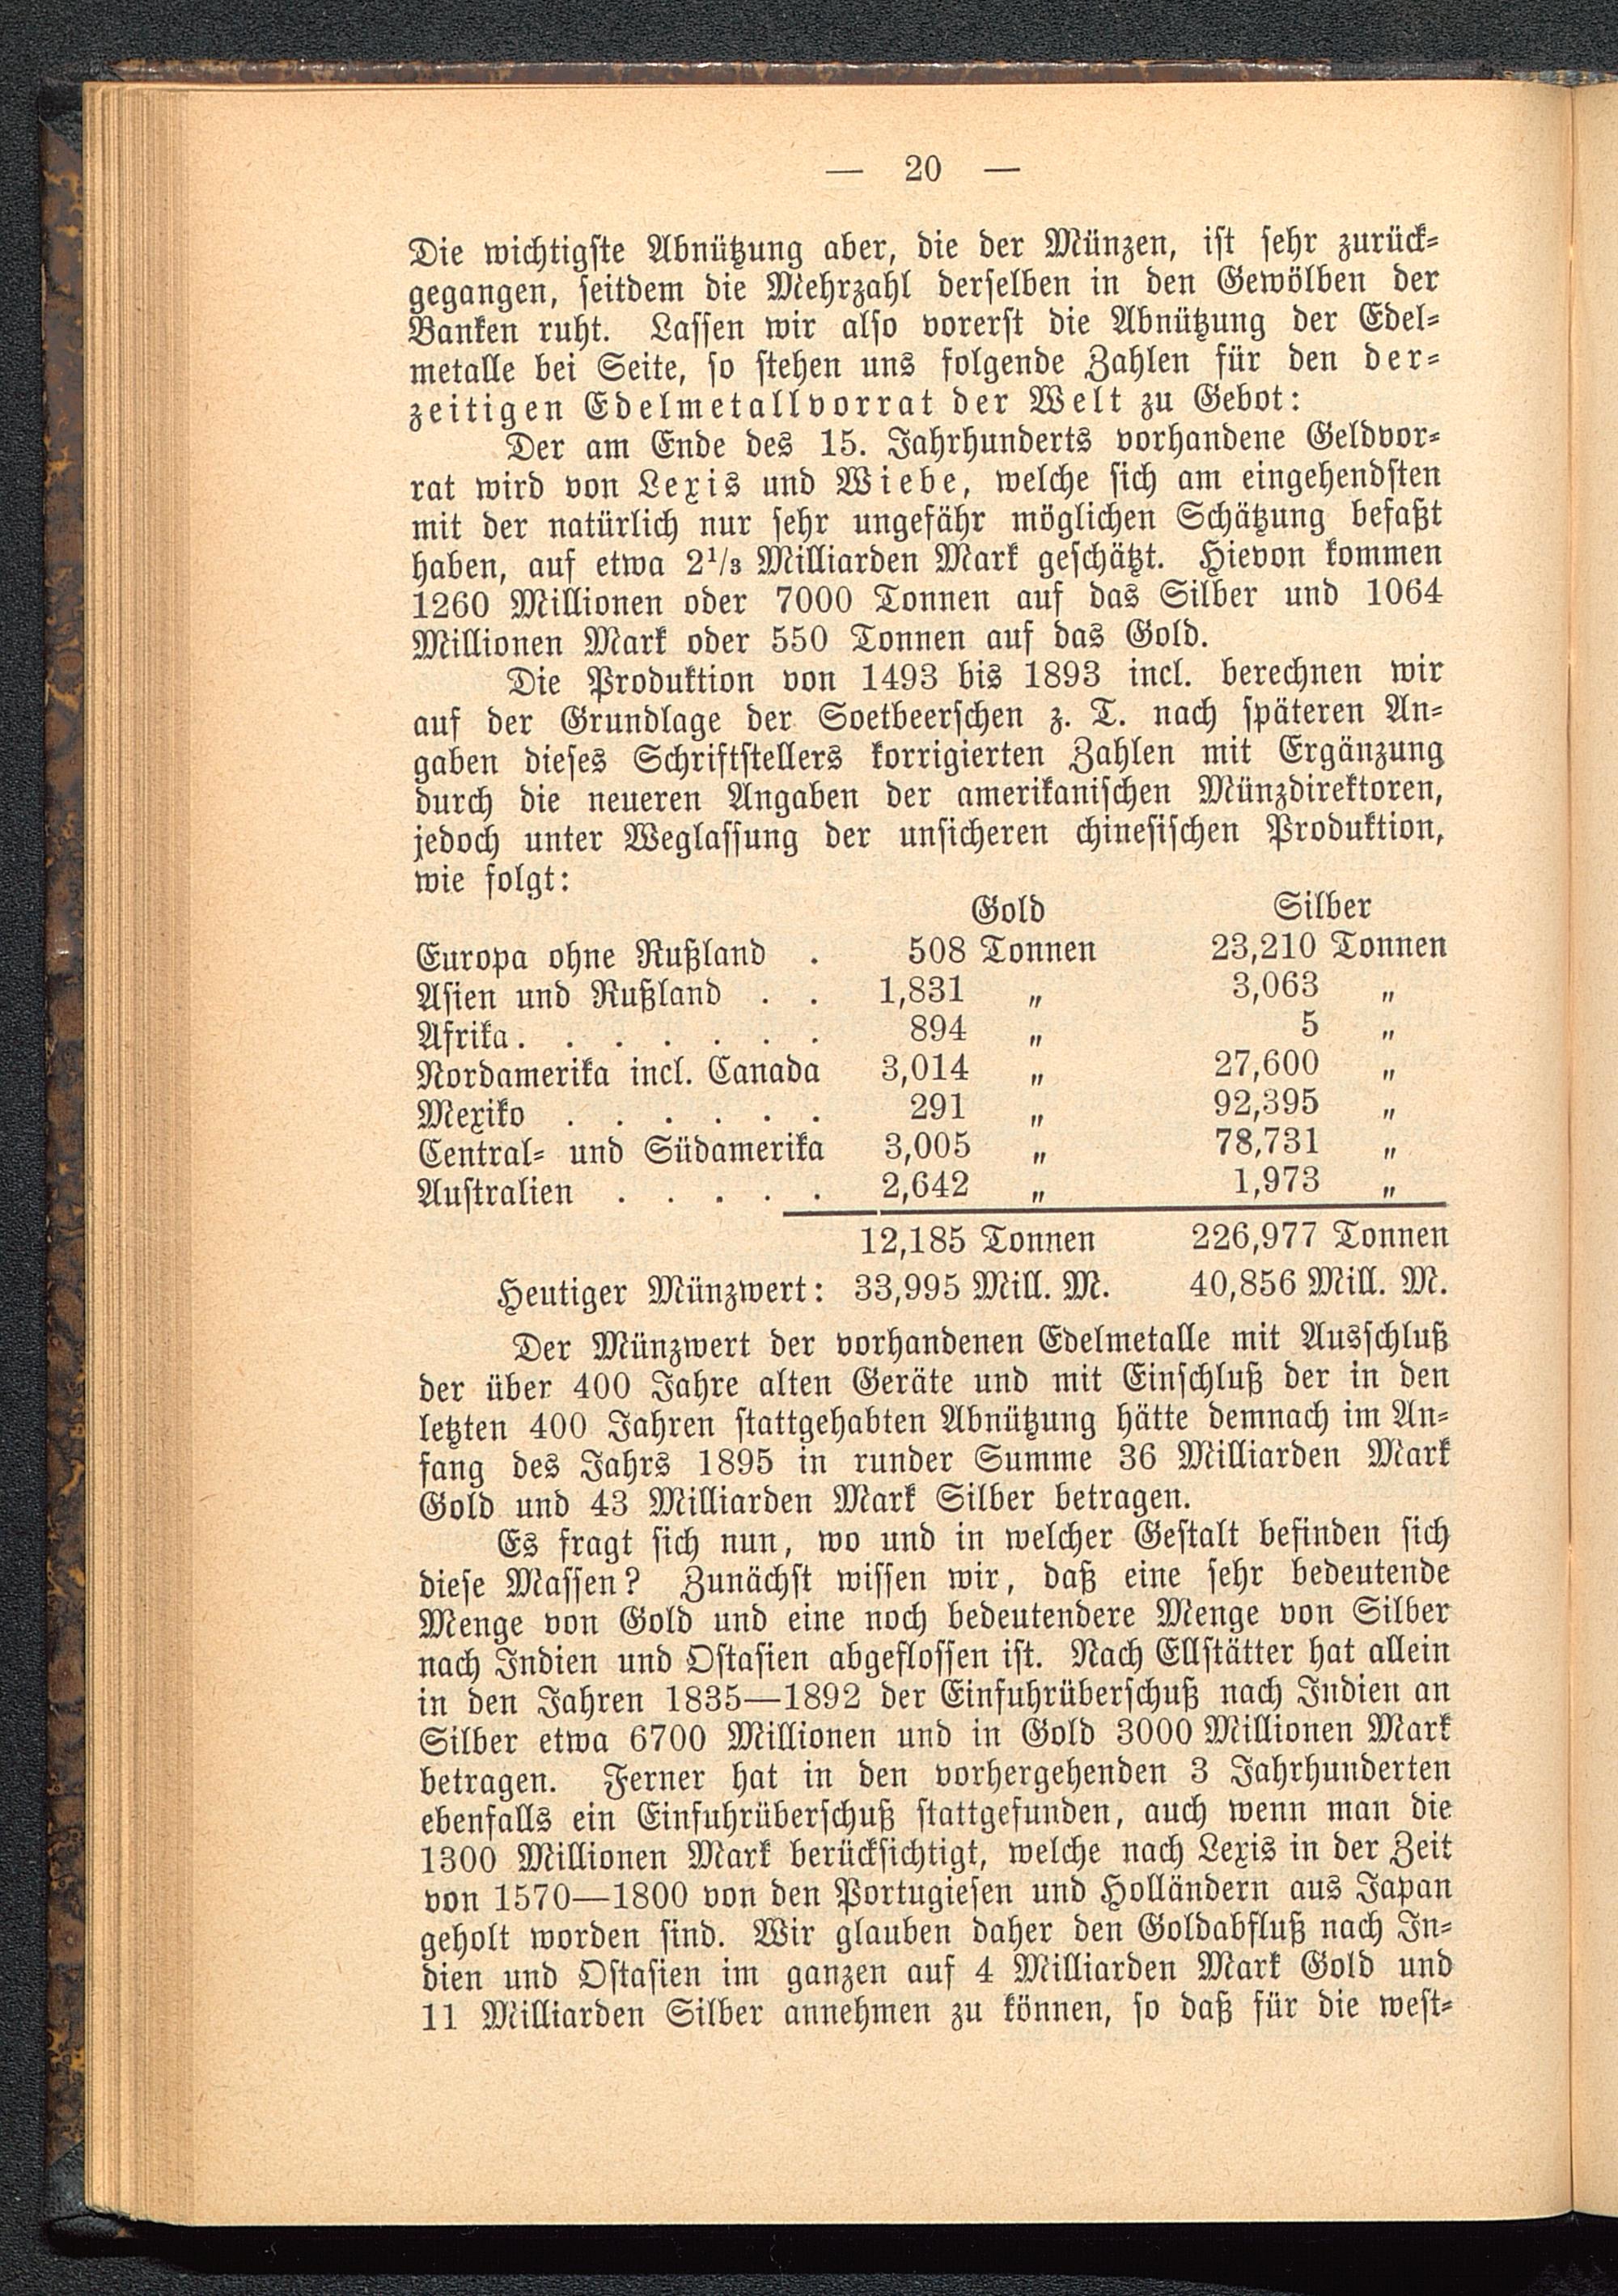 — 20 —
Die wichtigste Abnützung aber, die der Münzen, ist sehr zurück-
gegangen, seitdem die Mehrzahl derselben in den Gewölben der
Banken ruht. Lassen wir also vorerst die Abnützung der Edel-
metalle bei Seite, so stehen uns folgende Zahlen für den der-
zeitigen Edelmetallvorrat der Welt zu Gebot:
Der am Ende des 15. Jahrhunderts vorhandene Geldvor-
rat wird von Lexis und Wiebe, welche sich am eingehendsten
mit der natürlich nur sehr ungefähr möglichen Schätzung befaßt
haben, auf etwa 2¹/₃ Milliarden Mark geschätzt. Hievon kommen
1260 Millionen oder 7000 Tonnen auf das Silber und 1064
Millionen Mark oder 550 Tonnen auf das Gold.
Die Produktion von 1493 bis 1893 incl. berechnen wir
auf der Grundlage der Soetbeerschen z. T. nach späteren An-
gaben dieses Schriftstellers korrigierten Zahlen mit Ergänzung
durch die neueren Angaben der amerikanischen Münzdirektoren,
jedoch unter Weglassung der unsicheren chinesischen Produktion,
wie folgt:
Gold Silber
Europa ohne Rußland . 508 Tonnen 23,210 Tonnen
Asien und Rußland . . 1,831 „ 3,063 „
Afrika . . . . . . . 894 „ 5 „
Nordamerika incl. Canada 3,014 „ 27,600 „
Mexiko . . . . . . 291 „ 92,395 „
Central- und Südamerika 3,005 „ 78,731 „
Australien . . . . . 2,642 „ 1,973 „
12,185 Tonnen 226,977 Tonnen
Heutiger Münzwert: 33,995 Mill. M. 40,856 Mill. M.
Der Münzwert der vorhandenen Edelmetalle mit Ausschluß
der über 400 Jahre alten Geräte und mit Einschluß der in den
letzten 400 Jahren stattgehabten Abnützung hätte demnach im An-
fang des Jahrs 1895 in runder Summe 36 Milliarden Mark
Gold und 43 Milliarden Mark Silber betragen.
Es fragt sich nun, wo und in welcher Gestalt befinden sich
diese Massen? Zunächst wissen wir, daß eine sehr bedeutende
Menge von Gold und eine noch bedeutendere Menge von Silber
nach Indien und Ostasien abgeflossen ist. Nach Ellstätter hat allein
in den Jahren 1835—1892 der Einfuhrüberschuß nach Indien an
Silber etwa 6700 Millionen und in Gold 3000 Millionen Mark
betragen. Ferner hat in den vorhergehenden 3 Jahrhunderten
ebenfalls ein Einfuhrüberschuß stattgefunden, auch wenn man die
1300 Millionen Mark berücksichtigt, welche nach Lexis in der Zeit
von 1570—1800 von den Portugiesen und Holländern aus Japan
geholt worden sind. Wir glauben daher den Goldabfluß nach In-
dien und Ostasien im ganzen auf 4 Milliarden Mark Gold und
11 Milliarden Silber annehmen zu können, so daß für die west-